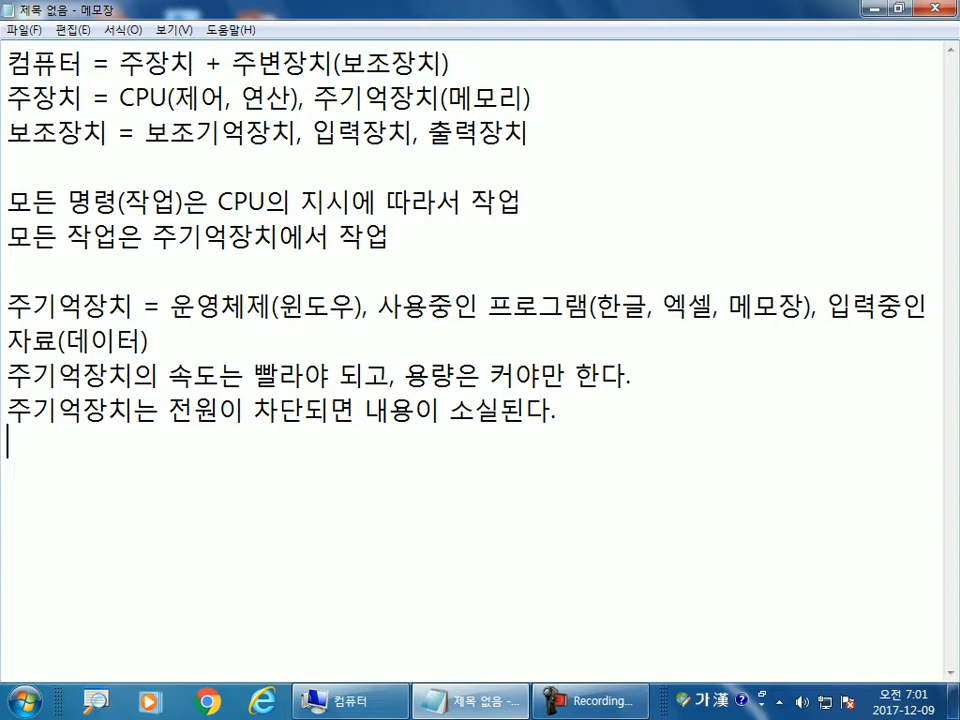 제목 없음 - 메모장
파일(F) 편집(E) 서식(O) 보기(V) 도움말(H)
컴퓨터 = 주장치 + 주변장치(보조장치)
주장치 = CPU(제어, 연산), 주기억장치(메모리)
보조장치 = 보조기억장치, 입력장치, 출력장치
모든 명령(작업)은 CPU의 지시에 따라서 작업
모든 작업은 주기억장치에서 작업
주기억장치 = 운영체제(윈도우), 사용중인 프로그램(한글, 엑셀, 메모장), 입력중인
자료(데이터)
주기억장치의 속도는 빨라야 되고, 용량은 커야만 한다.
주기억장치는 전원이 차단되면 내용이 소실된다.
컴퓨터 제목 없음 -... Recording... 가 漢 오전 7:01
2017-12-09